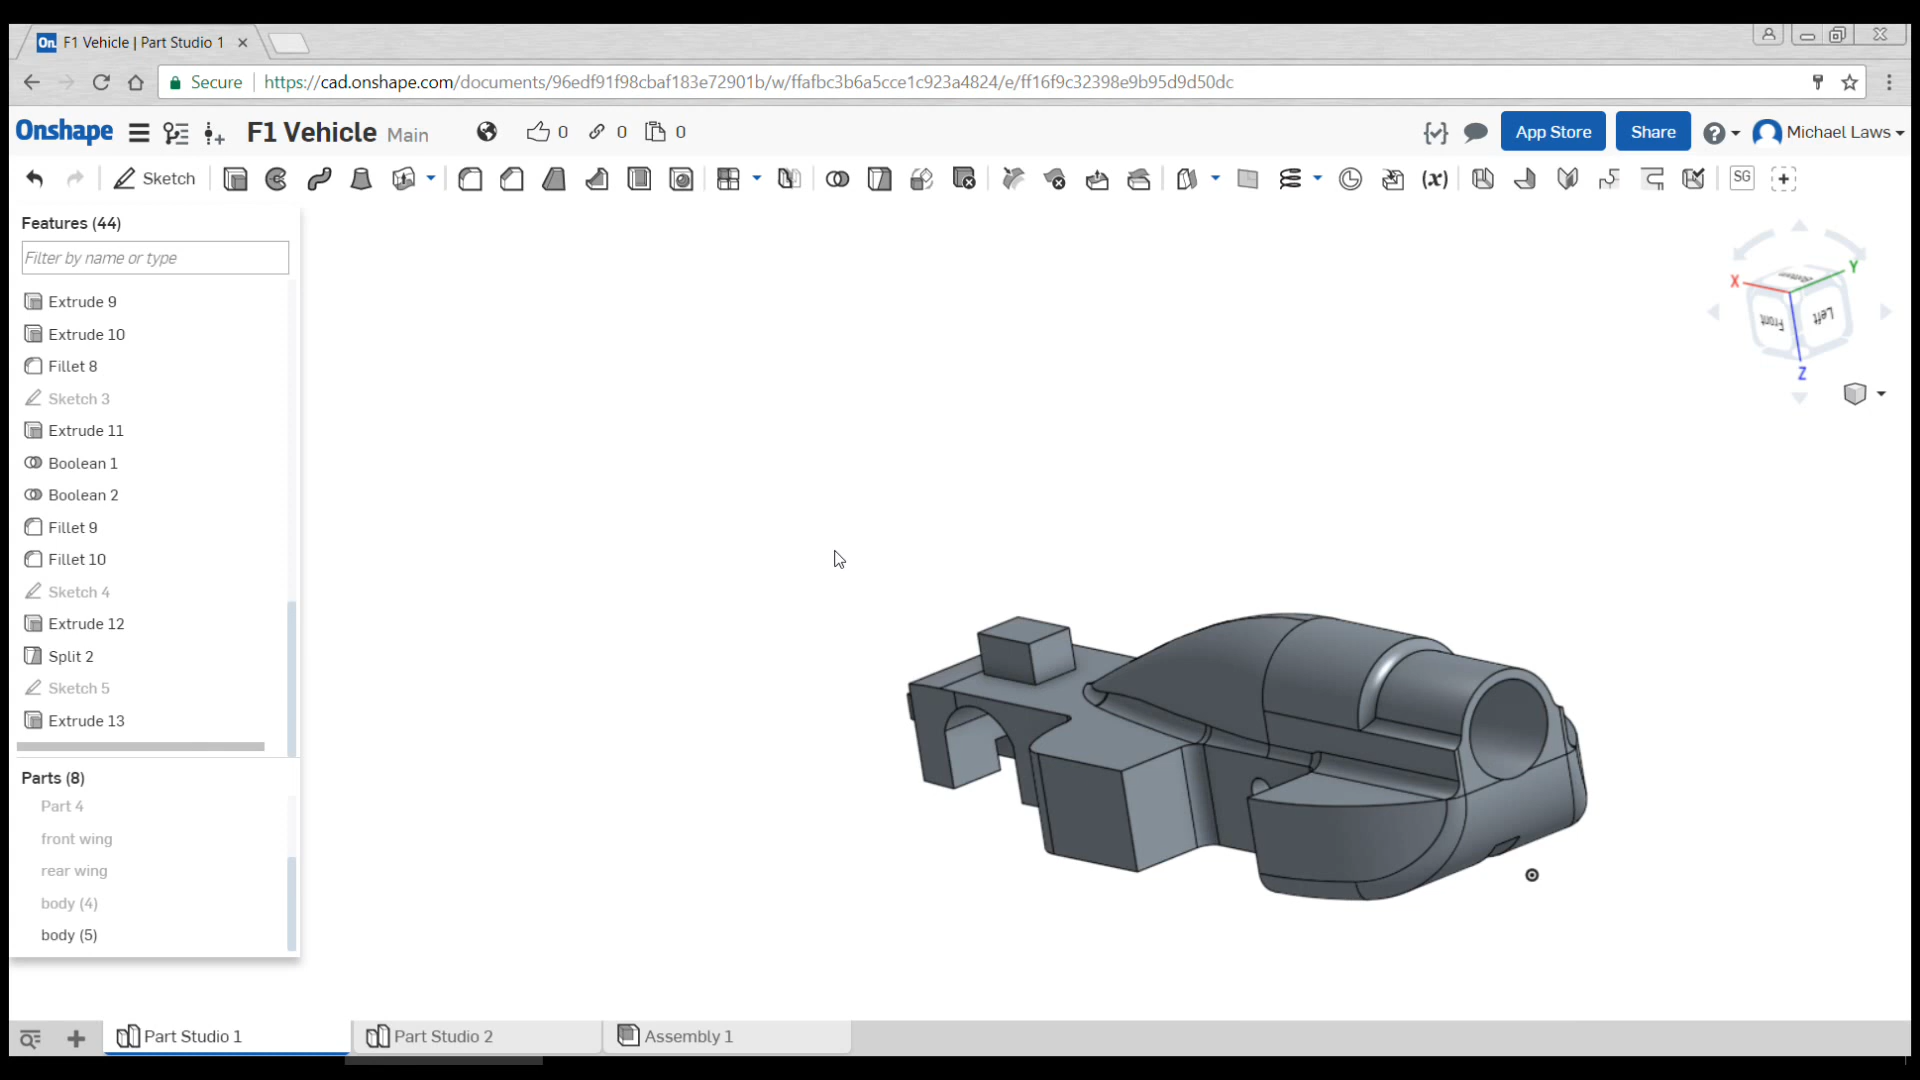 On. F1 Vehicle | Part Studio 1
Secure https://cad.onshape.com/documents/96edf91f98cbaf183e72901b/w/ffafbc3b6a5cce1c923a4824/e/ff16f9c32398e9b95d9d50dc
Onshape F1 Vehicle Main 0 0 0 App Store Share ? Michael Laws
Sketch (x) SG
Features (44)
Filter by name or type
Extrude 9
Extrude 10
Fillet 8
Sketch 3
Extrude 11
Boolean 1
Boolean 2
Fillet 9
Fillet 10
Sketch 4
Extrude 12
Split 2
Sketch 5
Extrude 13
Parts (8)
Part 4
front wing
rear wing
body (4)
body (5)
Bottom
X Y
Front Left
Z
Part Studio 1 Part Studio 2 Assembly 1